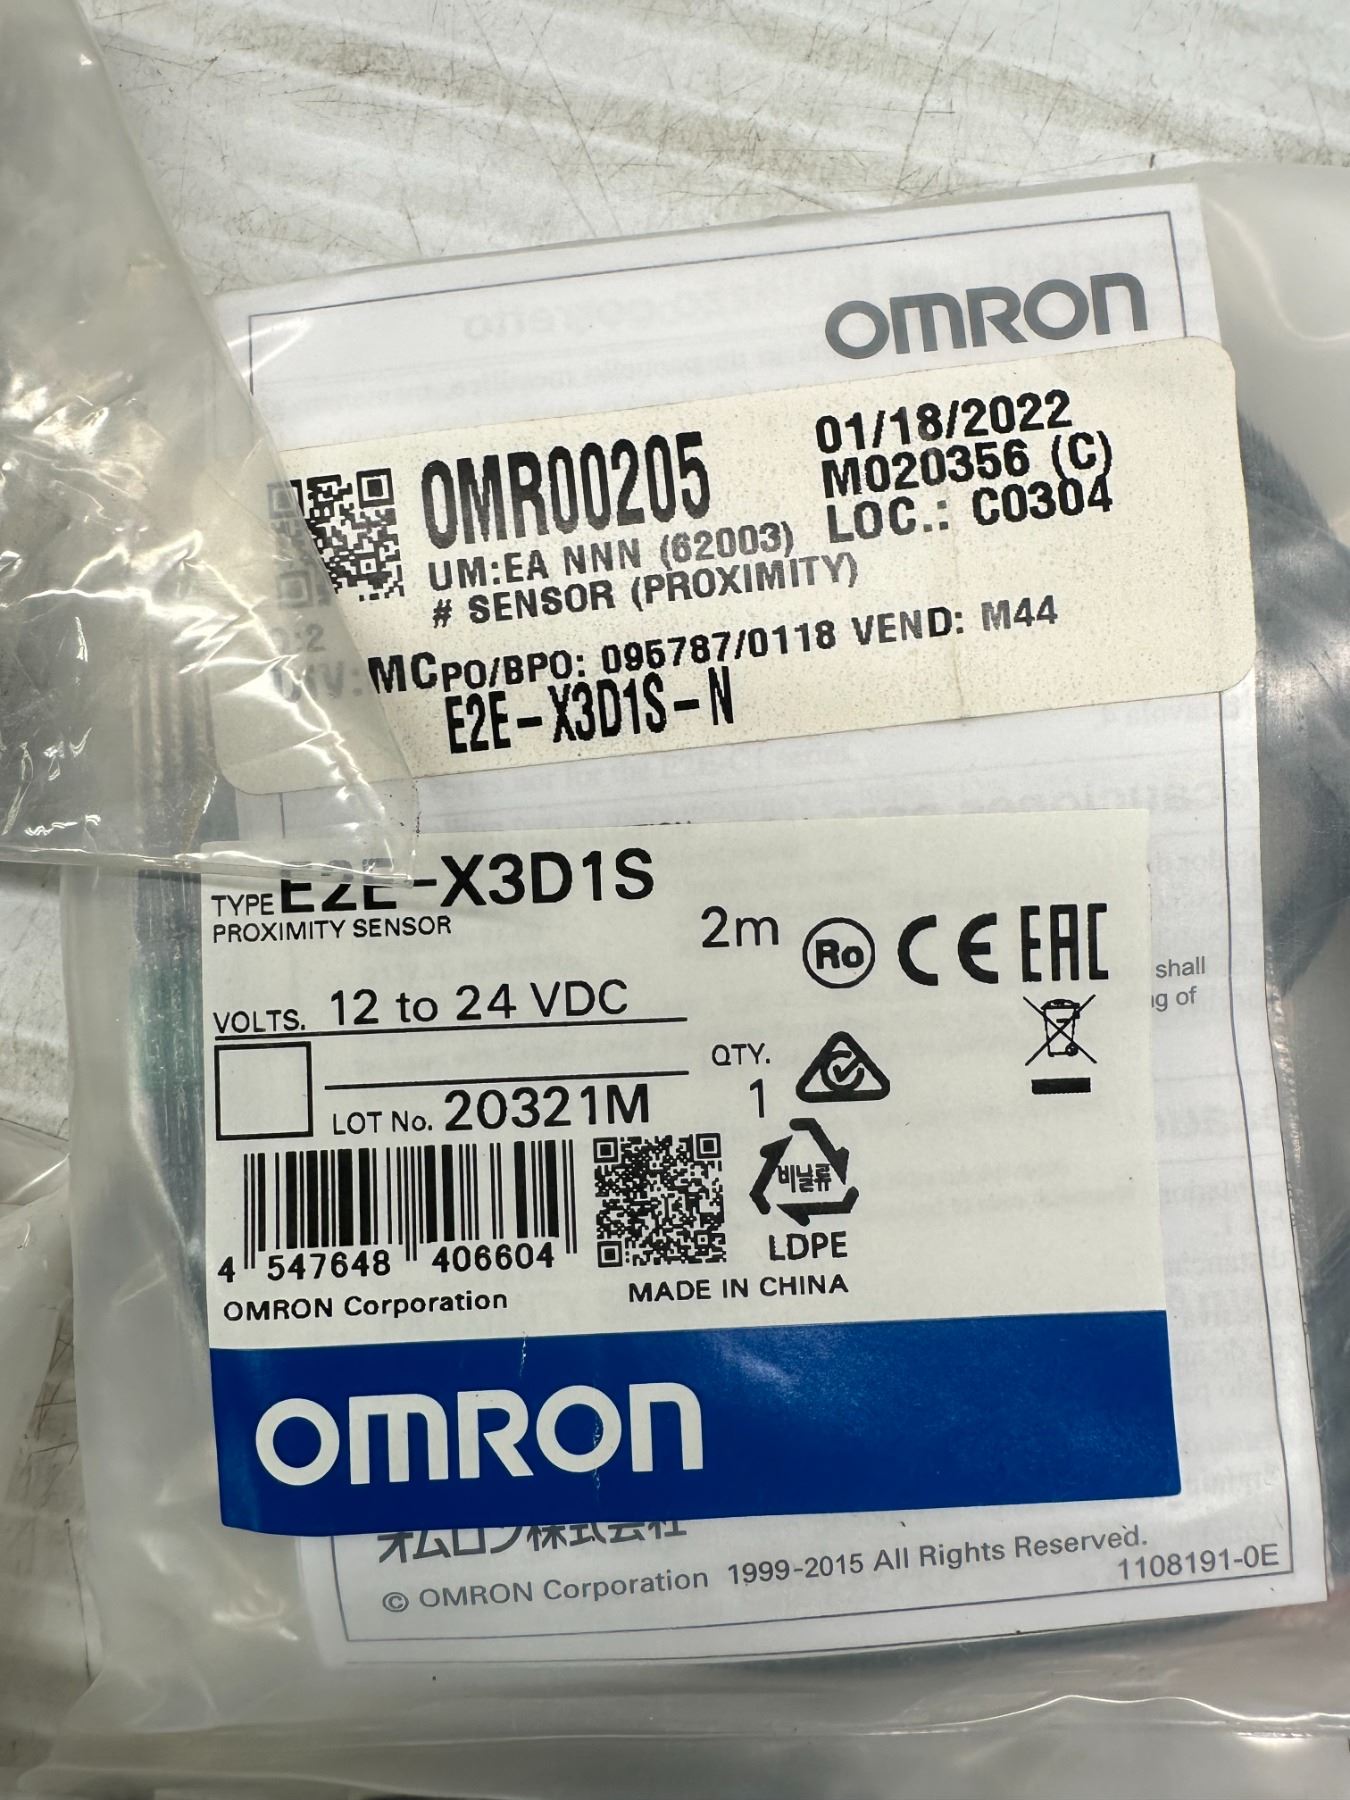 OMRON
OMR00205
01/18/2022
M020356 (C)
LOC.: C0304
UM:EA NNN (62003)
# SENSOR (PROXIMITY)
MC PO/BPO: 095787/0118 VEND: M44
E2E-X3D1S-N
TYPE E2E-X3D1S
PROXIMITY SENSOR
2m
Ro CE EAC
VOLTS. 12 to 24 VDC
QTY.
1
LOT No. 20321M
비닐류
LDPE
4 547648 406604
OMRON Corporation
MADE IN CHINA
shall
OMRON
オムロン株式会社
© OMRON Corporation 1999-2015 All Rights Reserved.
1108191-0E